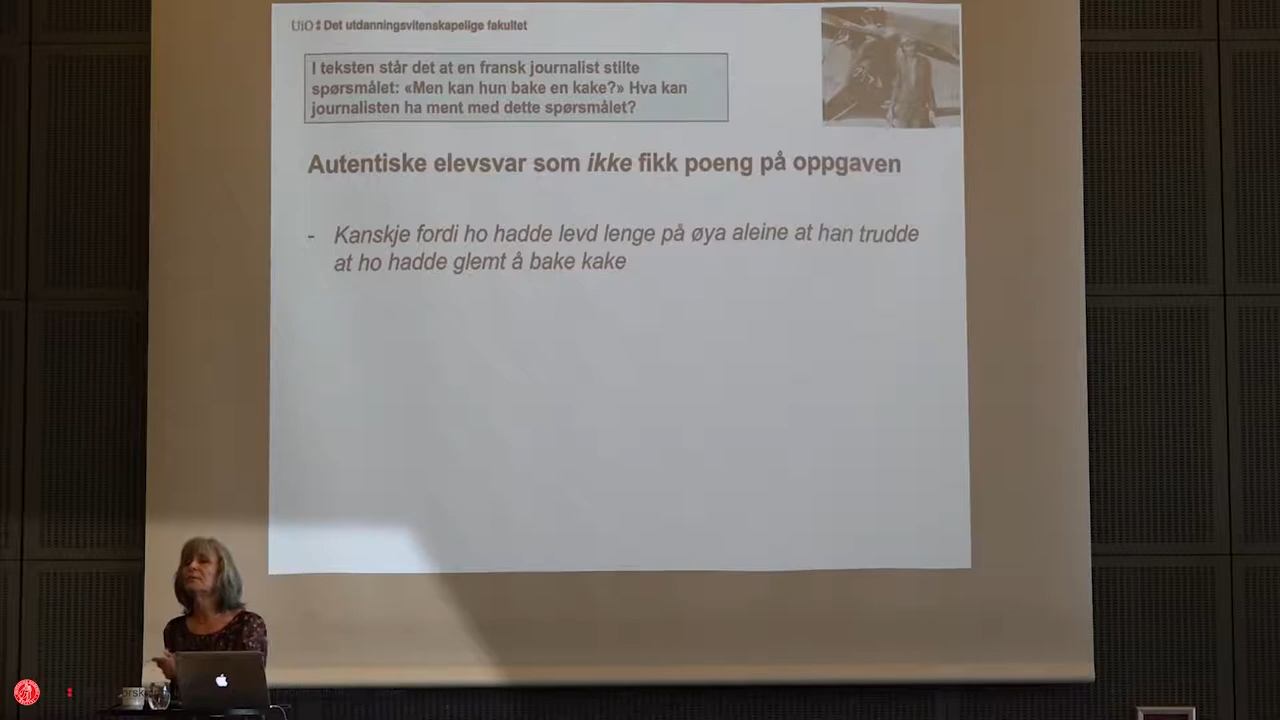 UiO Det utdanningsvitenskapelige fakultet
I teksten står det at en fransk journalist stilte
spørsmålet: «Men kan hun bake en kake?» Hva kan
journalisten ha ment med dette spørsmålet?
Autentiske elevsvar som ikke fikk poeng på oppgaven
- Kanskje fordi ho hadde levd lenge på øya aleine at han trudde
at ho hadde glemt å bake kake